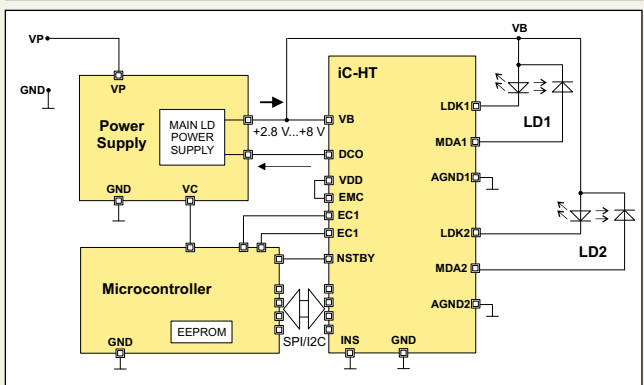 VP
GND
VP
Power
Supply
MAIN LD
POWER
SUPPLY
GND
VC
+2.8 V...+8 V
iC-HT
VB
DCO
VDD
EMC
EC1
EC1
NSTBY
INS
GND
LDK1
MDA1
AGND1
LDK2
MDA2
AGND2
VB
LD1
LD2
Microcontroller
EEPROM
GND
SPI/I2C